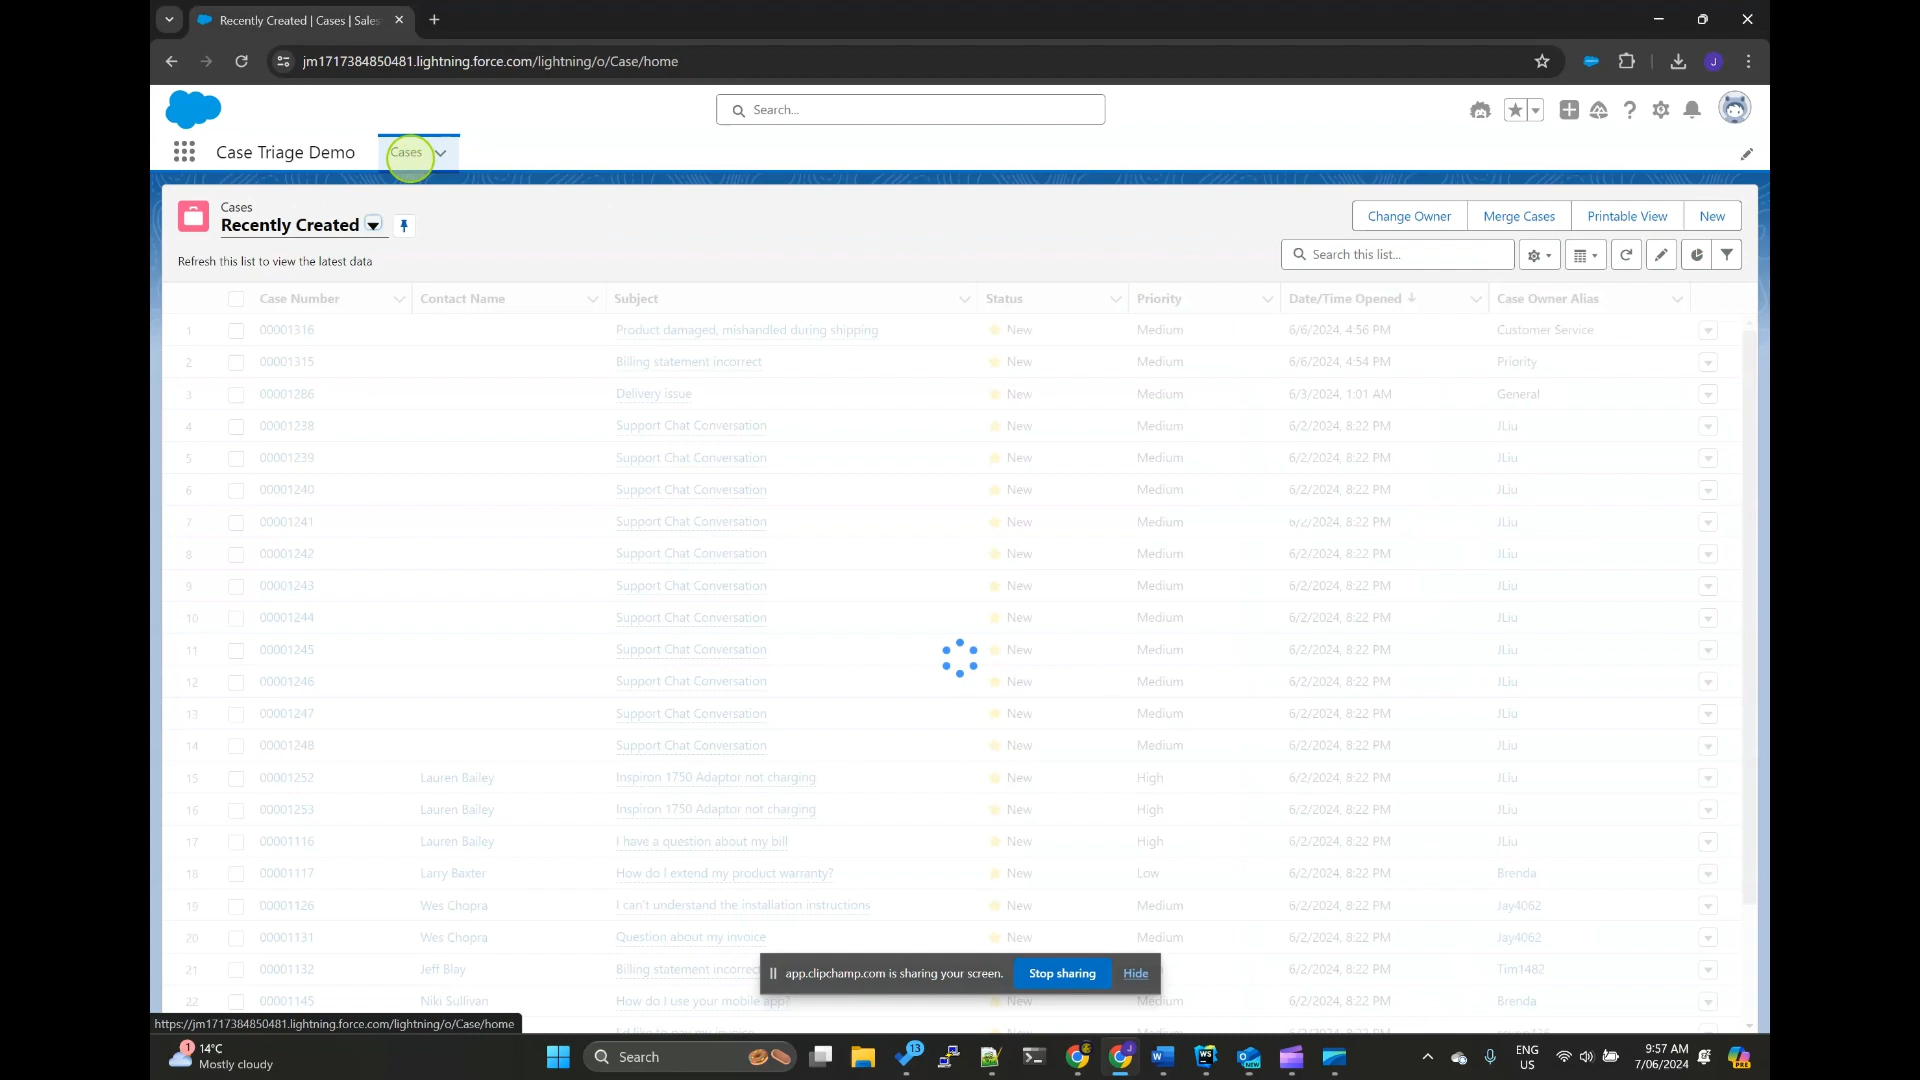 Recently Created | Cases | Sales
jm1717384850481.lightning.force.com/lightning/o/Case/home
J
Search...
Case Triage Demo
Cases
Cases
Recently Created
Change Owner
Merge Cases
Printable View
New
Refresh this list to view the latest data
Search this list...
Case Number Contact Name Subject Status Priority Date/Time Opened Case Owner Alias
1 00001316 Product damaged, mishandled during shipping New Medium 6/6/2024, 4:56 PM Customer Service
2 00001315 Billing statement incorrect New Medium 6/6/2024, 4:54 PM Priority
3 00001286 Delivery issue New Medium 6/3/2024, 1:01 AM General
4 00001238 Support Chat Conversation New Medium 6/2/2024, 8:22 PM JLiu
5 00001239 Support Chat Conversation New Medium 6/2/2024, 8:22 PM JLiu
6 00001240 Support Chat Conversation New Medium 6/2/2024, 8:22 PM JLiu
7 00001241 Support Chat Conversation New Medium 6/2/2024, 8:22 PM JLiu
8 00001242 Support Chat Conversation New Medium 6/2/2024, 8:22 PM JLiu
9 00001243 Support Chat Conversation New Medium 6/2/2024, 8:22 PM JLiu
10 00001244 Support Chat Conversation New Medium 6/2/2024, 8:22 PM JLiu
11 00001245 Support Chat Conversation New Medium 6/2/2024, 8:22 PM JLiu
12 00001246 Support Chat Conversation New Medium 6/2/2024, 8:22 PM JLiu
13 00001247 Support Chat Conversation New Medium 6/2/2024, 8:22 PM JLiu
14 00001248 Support Chat Conversation New Medium 6/2/2024, 8:22 PM JLiu
15 00001252 Lauren Bailey Inspiron 1750 Adaptor not charging New High 6/2/2024, 8:22 PM JLiu
16 00001253 Lauren Bailey Inspiron 1750 Adaptor not charging New High 6/2/2024, 8:22 PM JLiu
17 00001116 Lauren Bailey I have a question about my bill New High 6/2/2024, 8:22 PM JLiu
18 00001117 Larry Baxter How do I extend my product warranty? New Low 6/2/2024, 8:22 PM Brenda
19 00001126 Wes Chopra I can't understand the installation instructions New Medium 6/2/2024, 8:22 PM Jay4062
20 00001131 Wes Chopra Question about my invoice New Medium 6/2/2024, 8:22 PM Jay4062
21 00001132 Jeff Blay Billing statement incorrect 6/2/2024, 8:22 PM Tim1482
22 00001145 Niki Sullivan How do I use your mobile app? New Medium 6/2/2024, 8:22 PM Brenda
app.clipchamp.com is sharing your screen.
Stop sharing
Hide
https://jm1717384850481.lightning.force.com/lightning/o/Case/home
1
14°C
Mostly cloudy
Search
13
J
W
WS
NEW
ENG
US
9:57 AM
7/06/2024
PRE